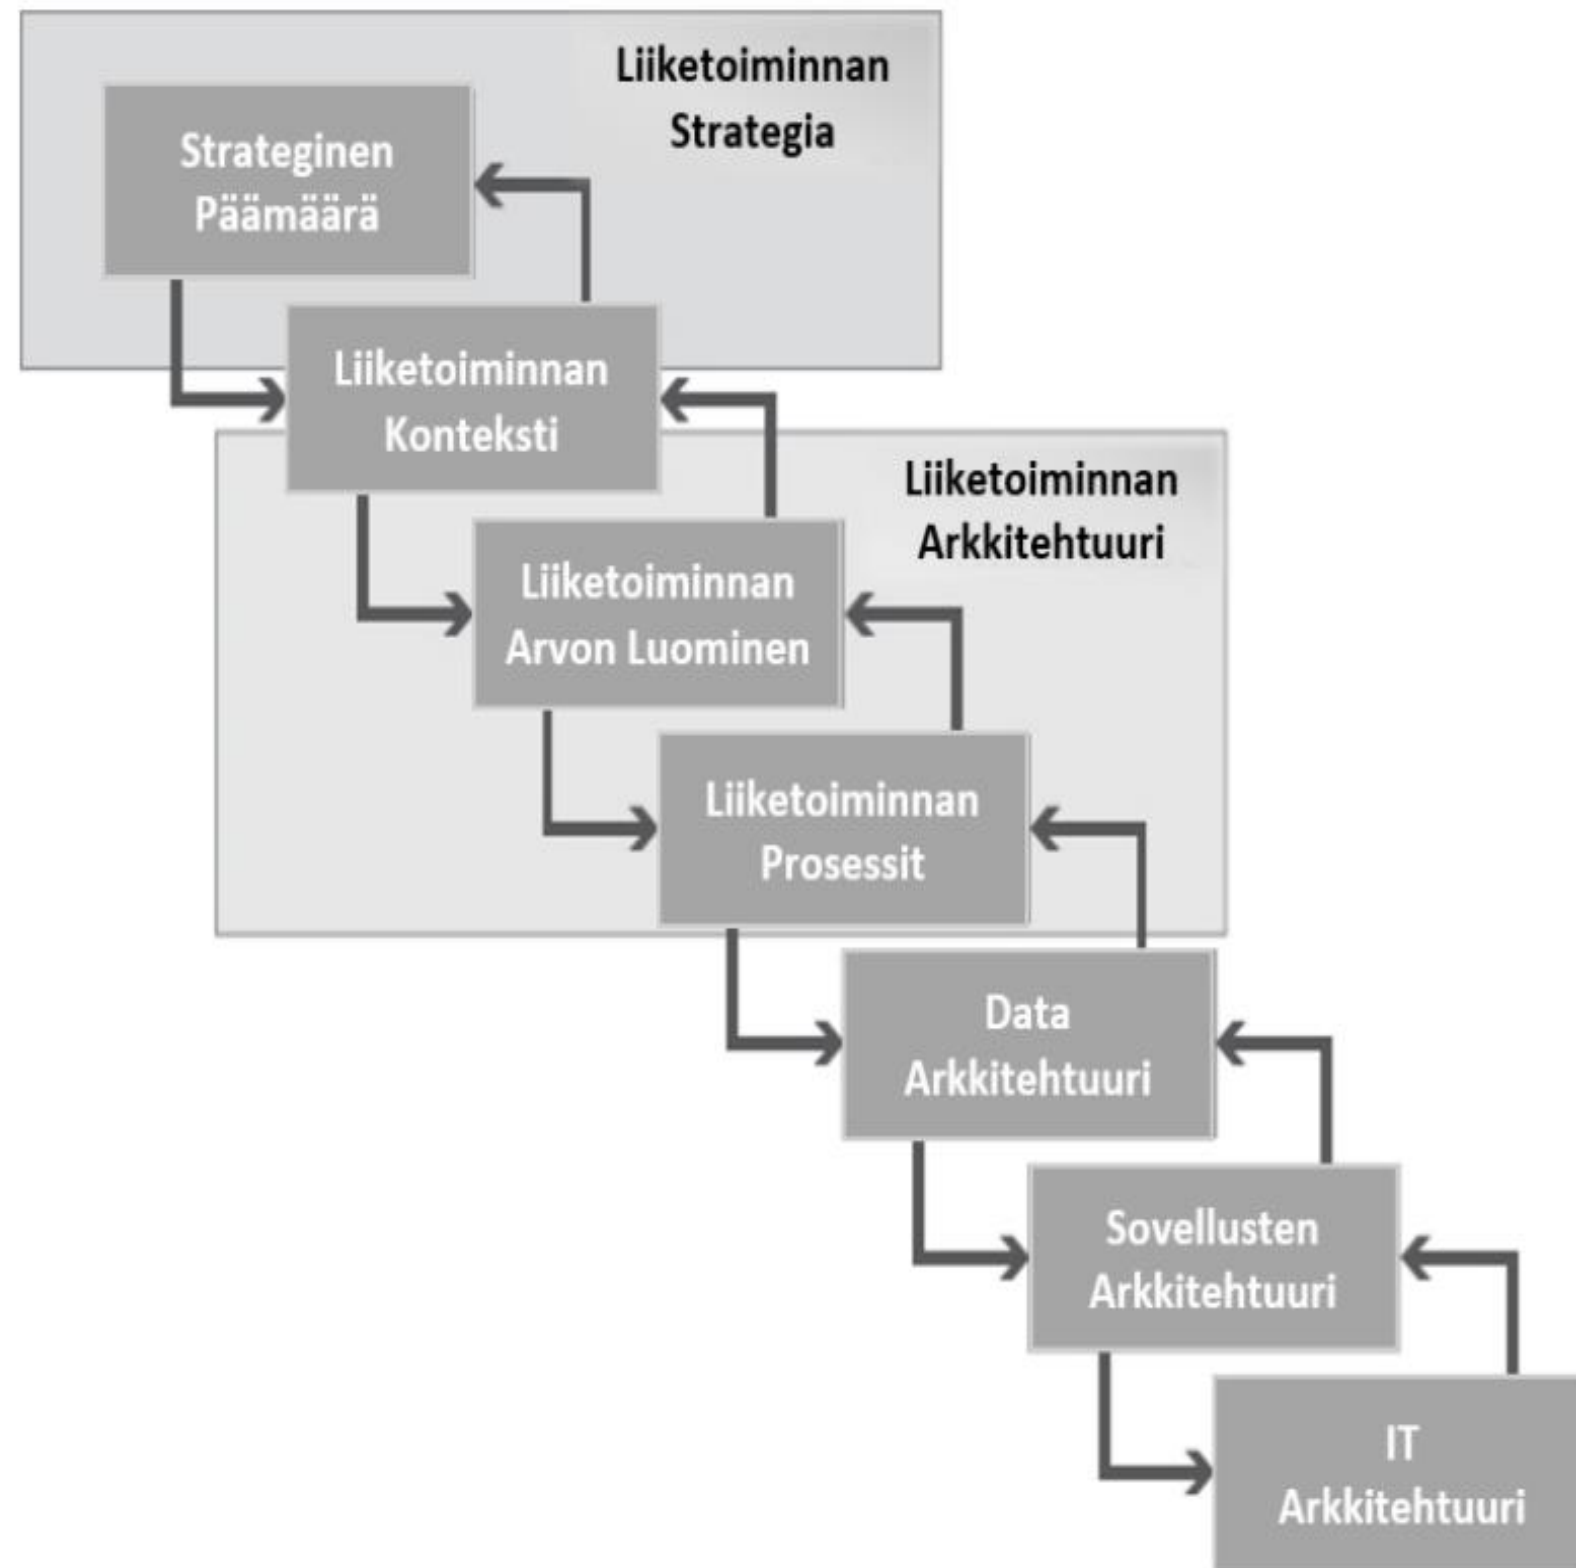 Liiketoiminnan
Strategia
Strateginen
Päämäärä
Liiketoiminnan
Konteksti
Liiketoiminnan
Arkkitehtuuri
Liiketoiminnan
Arvon Luominen
Liiketoiminnan
Prosessit
Data
Arkkitehtuuri
Sovellusten
Arkkitehtuuri
IT
Arkkitehtuuri